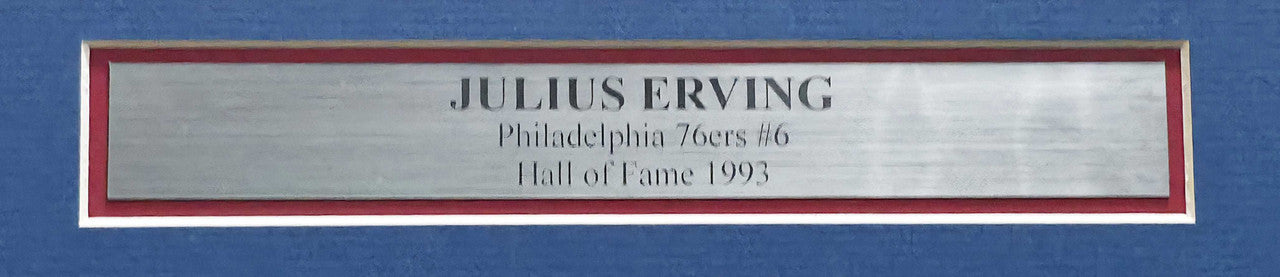 JULIUS ERVING
Philadelphia 76ers #6
Hall of Fame 1993